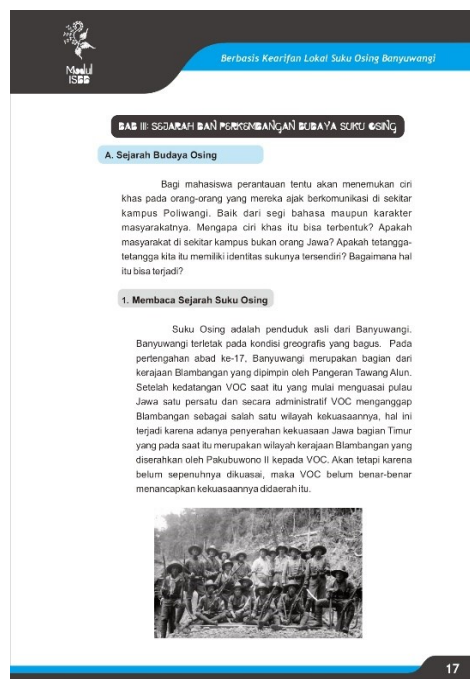 Modul
ISBD
Berbasis Kearifan Lokal Suku Osing Banyuwangi
BAB III: SEJARAH DAN PERKEMBANGAN BUDAYA SUKU OSING
A. Sejarah Budaya Osing
Bagi mahasiswa perantauan tentu akan menemukan ciri
khas pada orang-orang yang mereka ajak berkomunikasi di sekitar
kampus Poliwangi. Baik dari segi bahasa maupun karakter
masyarakatnya. Mengapa ciri khas itu bisa terbentuk? Apakah
masyarakat di sekitar kampus bukan orang Jawa? Apakah tetangga-
tetangga kita itu memiliki identitas sukunya tersendiri? Bagaimana hal
itu bisa terjadi?
1. Membaca Sejarah Suku Osing
Suku Osing adalah penduduk asli dari Banyuwangi.
Banyuwangi terletak pada kondisi greografis yang bagus. Pada
pertengahan abad ke-17, Banyuwangi merupakan bagian dari
kerajaan Blambangan yang dipimpin oleh Pangeran Tawang Alun.
Setelah kedatangan VOC saat itu yang mulai menguasai pulau
Jawa satu persatu dan secara administratif VOC menganggap
Blambangan sebagai salah satu wilayah kekuasaannya, hal ini
terjadi karena adanya penyerahan kekuasaan Jawa bagian Timur
yang pada saat itu merupakan wilayah kerajaan Blambangan yang
diserahkan oleh Pakubuwono II kepada VOC. Akan tetapi karena
belum sepenuhnya dikuasai, maka VOC belum benar-benar
menancapkan kekuasaannya didaerah itu.
17